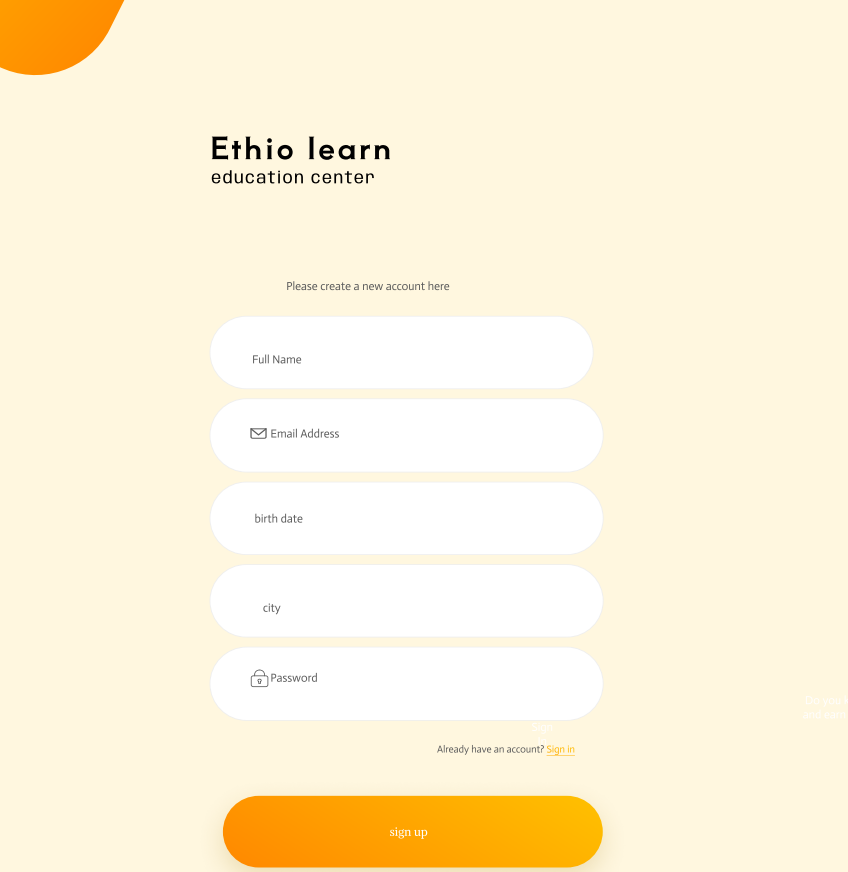 Ethio learn
education center
Please create a new account here
Full Name
Email Address
birth date
city
Password
Already have an account? Sign in
sign up